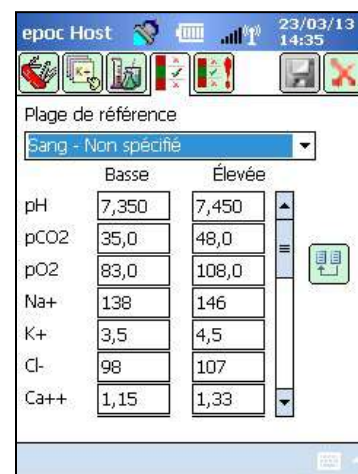 epoc Host 23/03/13
14:35
Plage de référence
Sang - Non spécifié
Basse Élevée
pH 7,350 7,450
pCO2 35,0 48,0
pO2 83,0 108,0
Na+ 138 146
K+ 3,5 4,5
Cl- 98 107
Ca++ 1,15 1,33